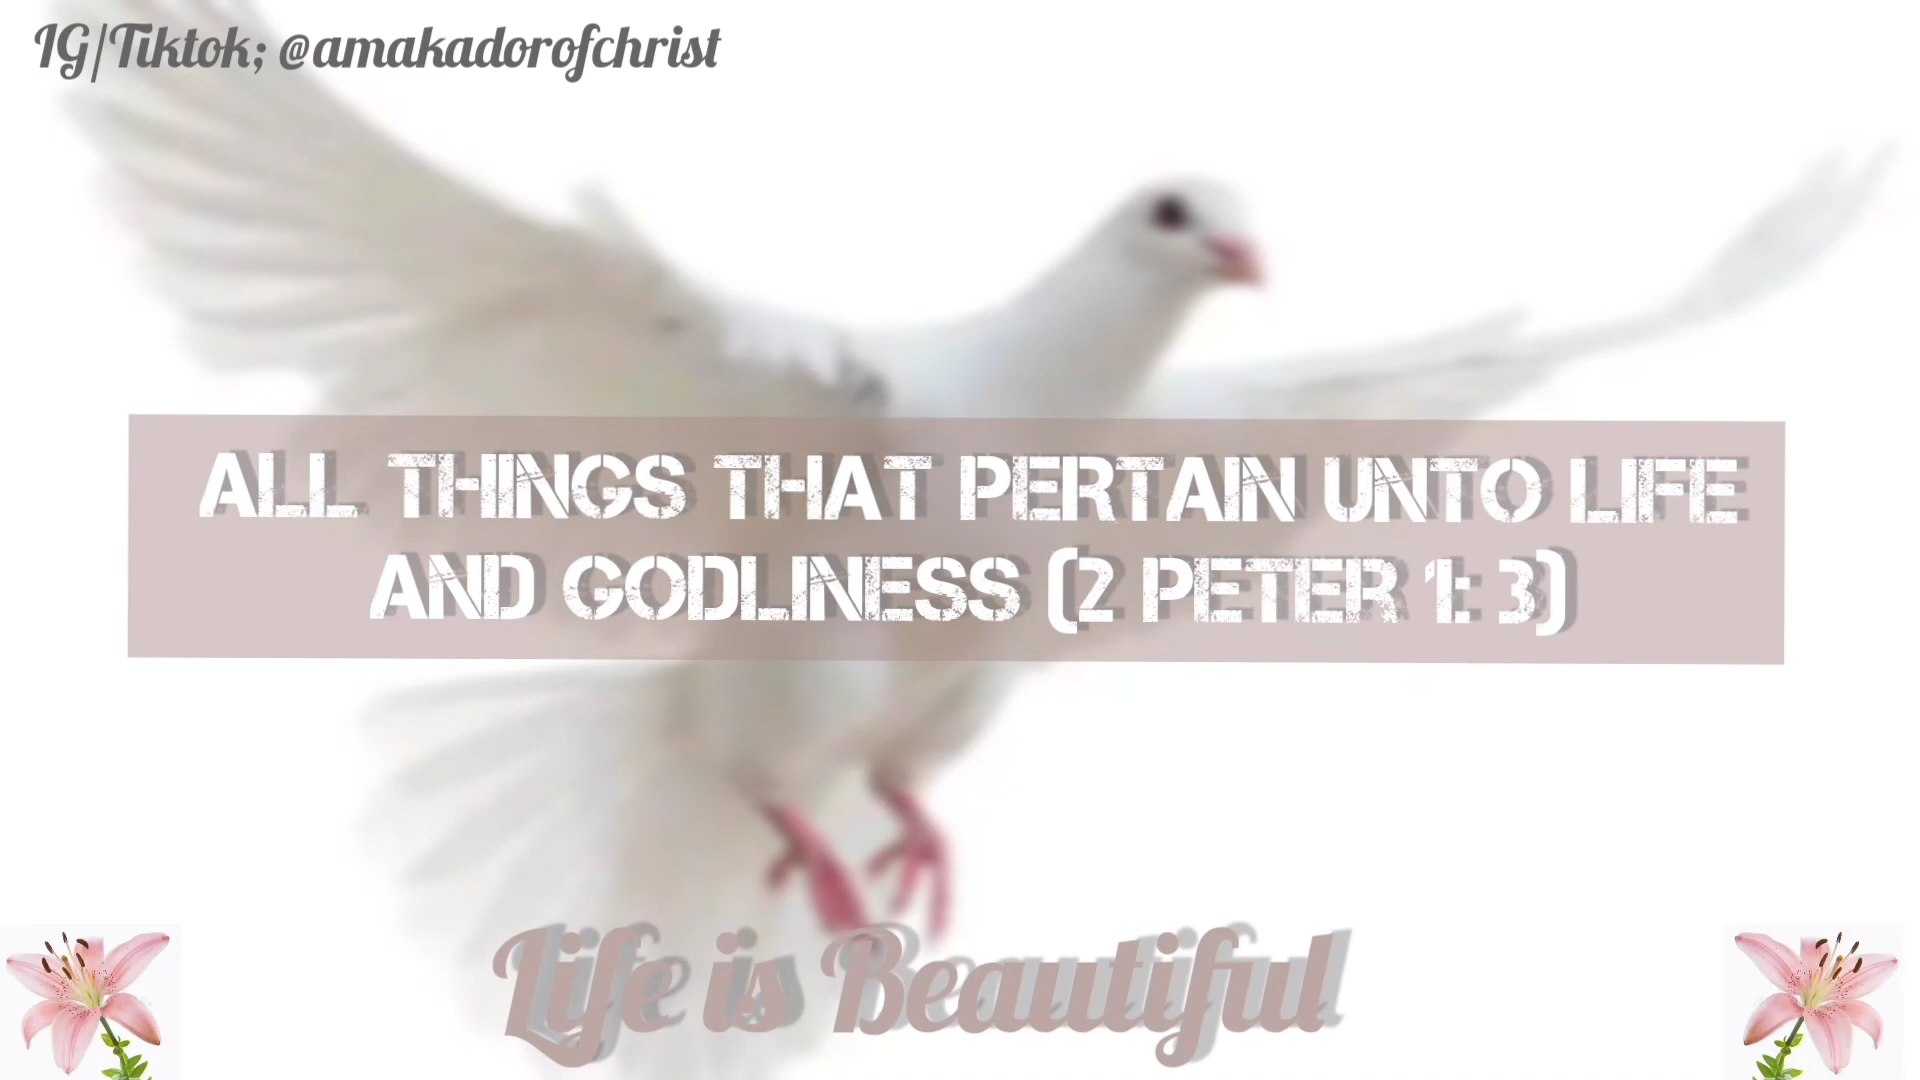 IG/Tiktok; @amakadorofchrist
ALL THINGS THAT PERTAIN UNTO LIFE
AND GODLINESS (2 PETER 1: 3)
Life is Beautiful